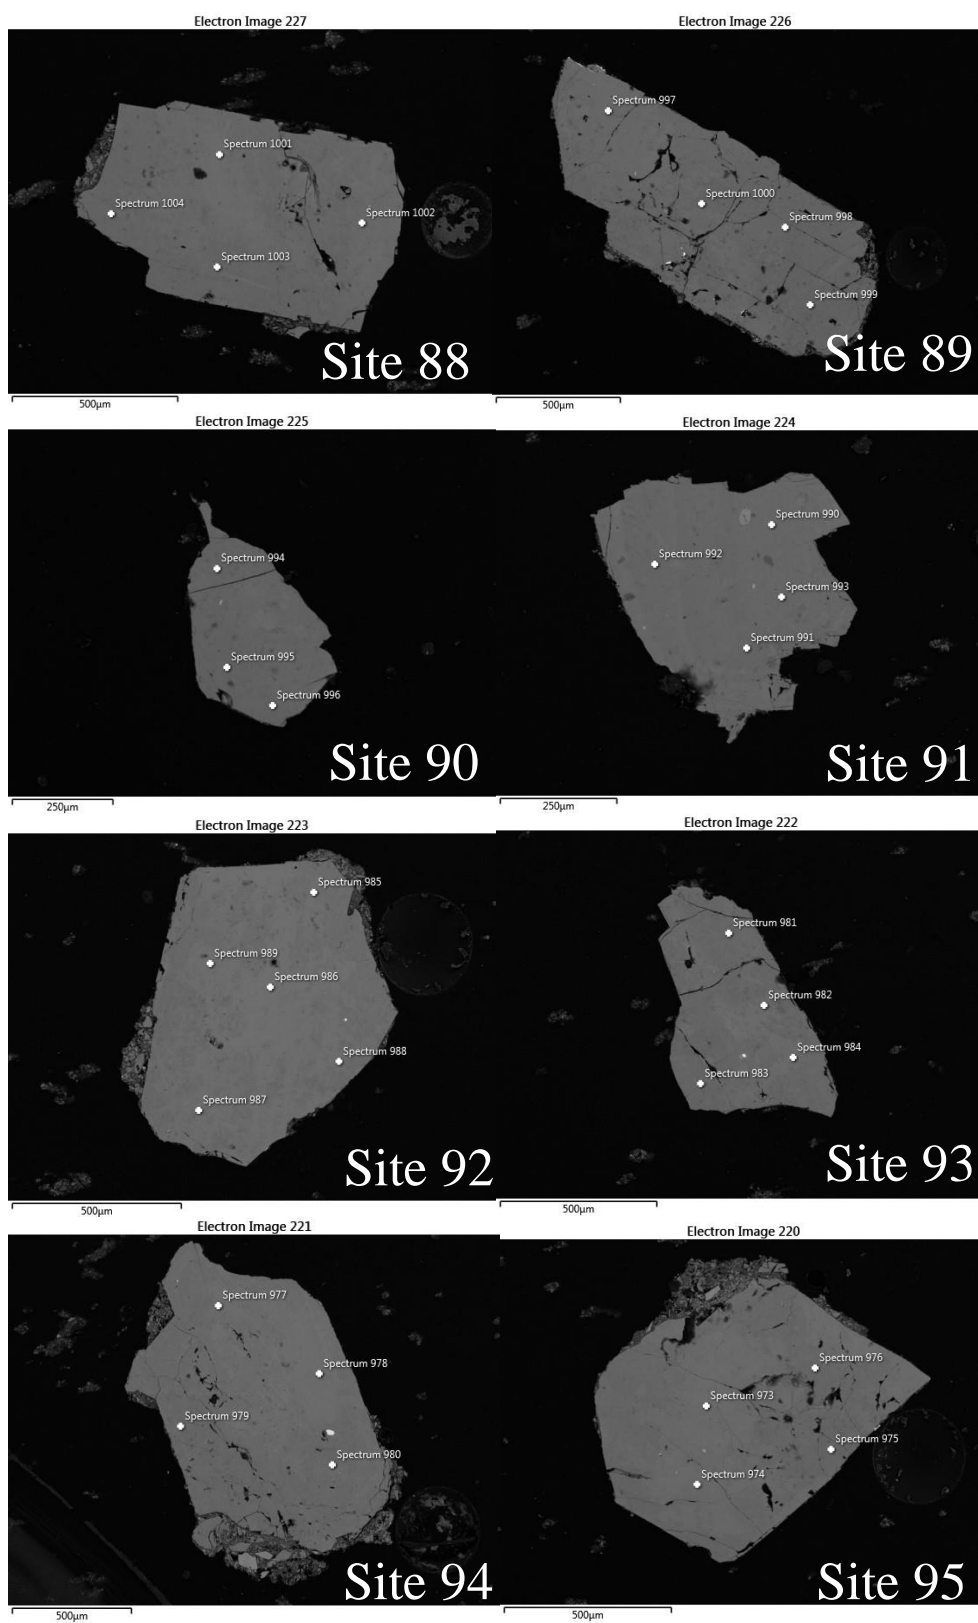 Electron Image 227
Spectrum 1001
Spectrum 1004
Spectrum 1002
Spectrum 1003
Site 88
500µm
Electron Image 226
Spectrum 997
Spectrum 1000
Spectrum 998
Spectrum 999
Site 89
500µm
Electron Image 225
Spectrum 994
Spectrum 995
Spectrum 996
Site 90
250µm
Electron Image 224
Spectrum 990
Spectrum 992
Spectrum 993
Spectrum 991
Site 91
250µm
Electron Image 223
Spectrum 985
Spectrum 989
Spectrum 986
Spectrum 988
Spectrum 987
Site 92
500µm
Electron Image 222
Spectrum 981
Spectrum 982
Spectrum 984
Spectrum 983
Site 93
500µm
Electron Image 221
Spectrum 977
Spectrum 978
Spectrum 979
Spectrum 980
Site 94
500µm
Electron Image 220
Spectrum 976
Spectrum 973
Spectrum 975
Spectrum 974
Site 95
500µm